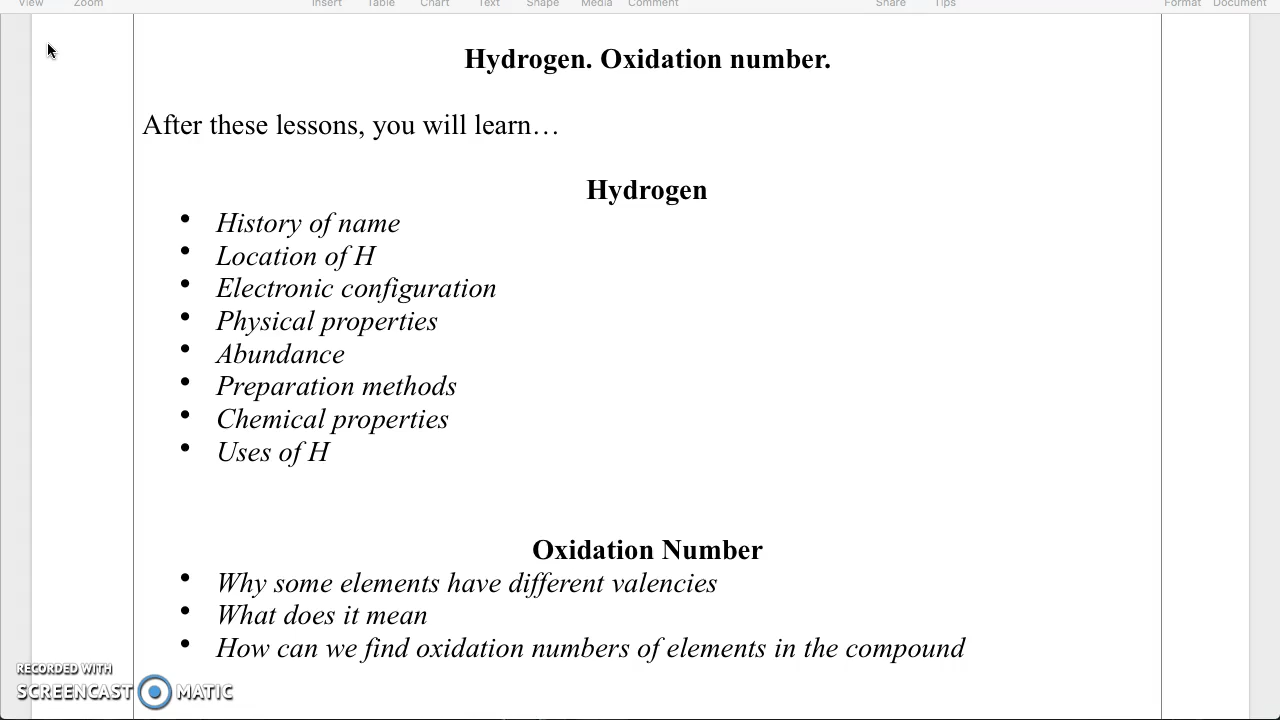 View Zoom Insert Table Chart Text Shape Media Comment Share Tips Format Document
Hydrogen. Oxidation number.
After these lessons, you will learn…
Hydrogen
• History of name
• Location of H
• Electronic configuration
• Physical properties
• Abundance
• Preparation methods
• Chemical properties
• Uses of H
Oxidation Number
• Why some elements have different valencies
• What does it mean
• How can we find oxidation numbers of elements in the compound
RECORDED WITH
SCREENCAST MATIC